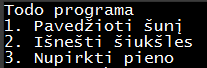 Todo programa
1. Pavedžioti šunį
2. Išnešti šiukšles
3. Nupirkti pieno